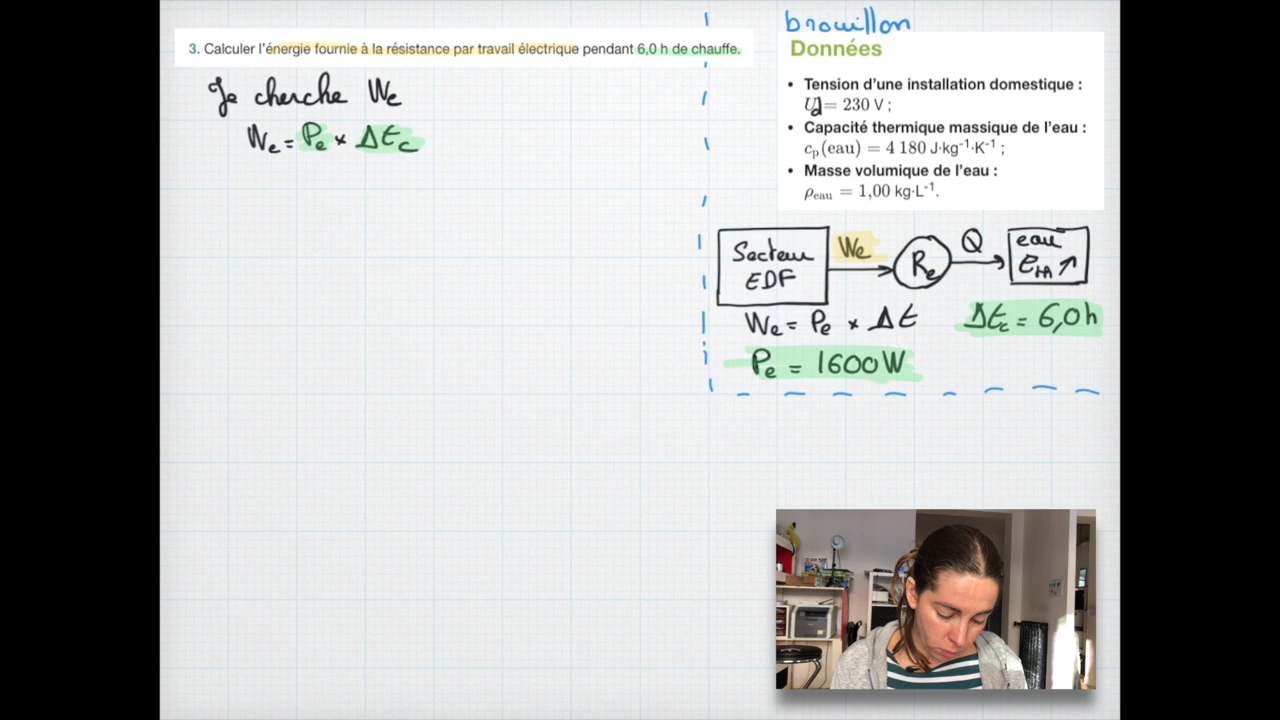 3. Calculer l'énergie fournie à la résistance par travail électrique pendant 6,0 h de chauffe.
Je cherche We
We = Pe × Δtc
brouillon
Données
• Tension d'une installation domestique :
Ud = 230 V ;
• Capacité thermique massique de l'eau :
cp(eau) = 4 180 J·kg⁻¹·K⁻¹ ;
• Masse volumique de l'eau :
ρeau = 1,00 kg·L⁻¹.
Secteur
EDF
We
Re
Q
eau
EthA ↗
We = Pe × Δt
Δtc = 6,0 h
Pe = 1600 W